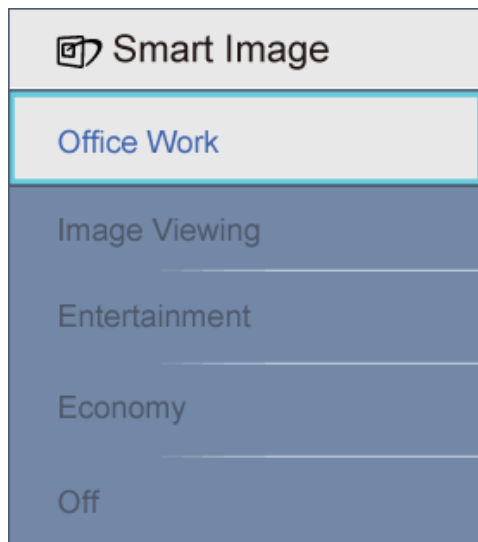 Smart Image
Office Work
Image Viewing
Entertainment
Economy
Off